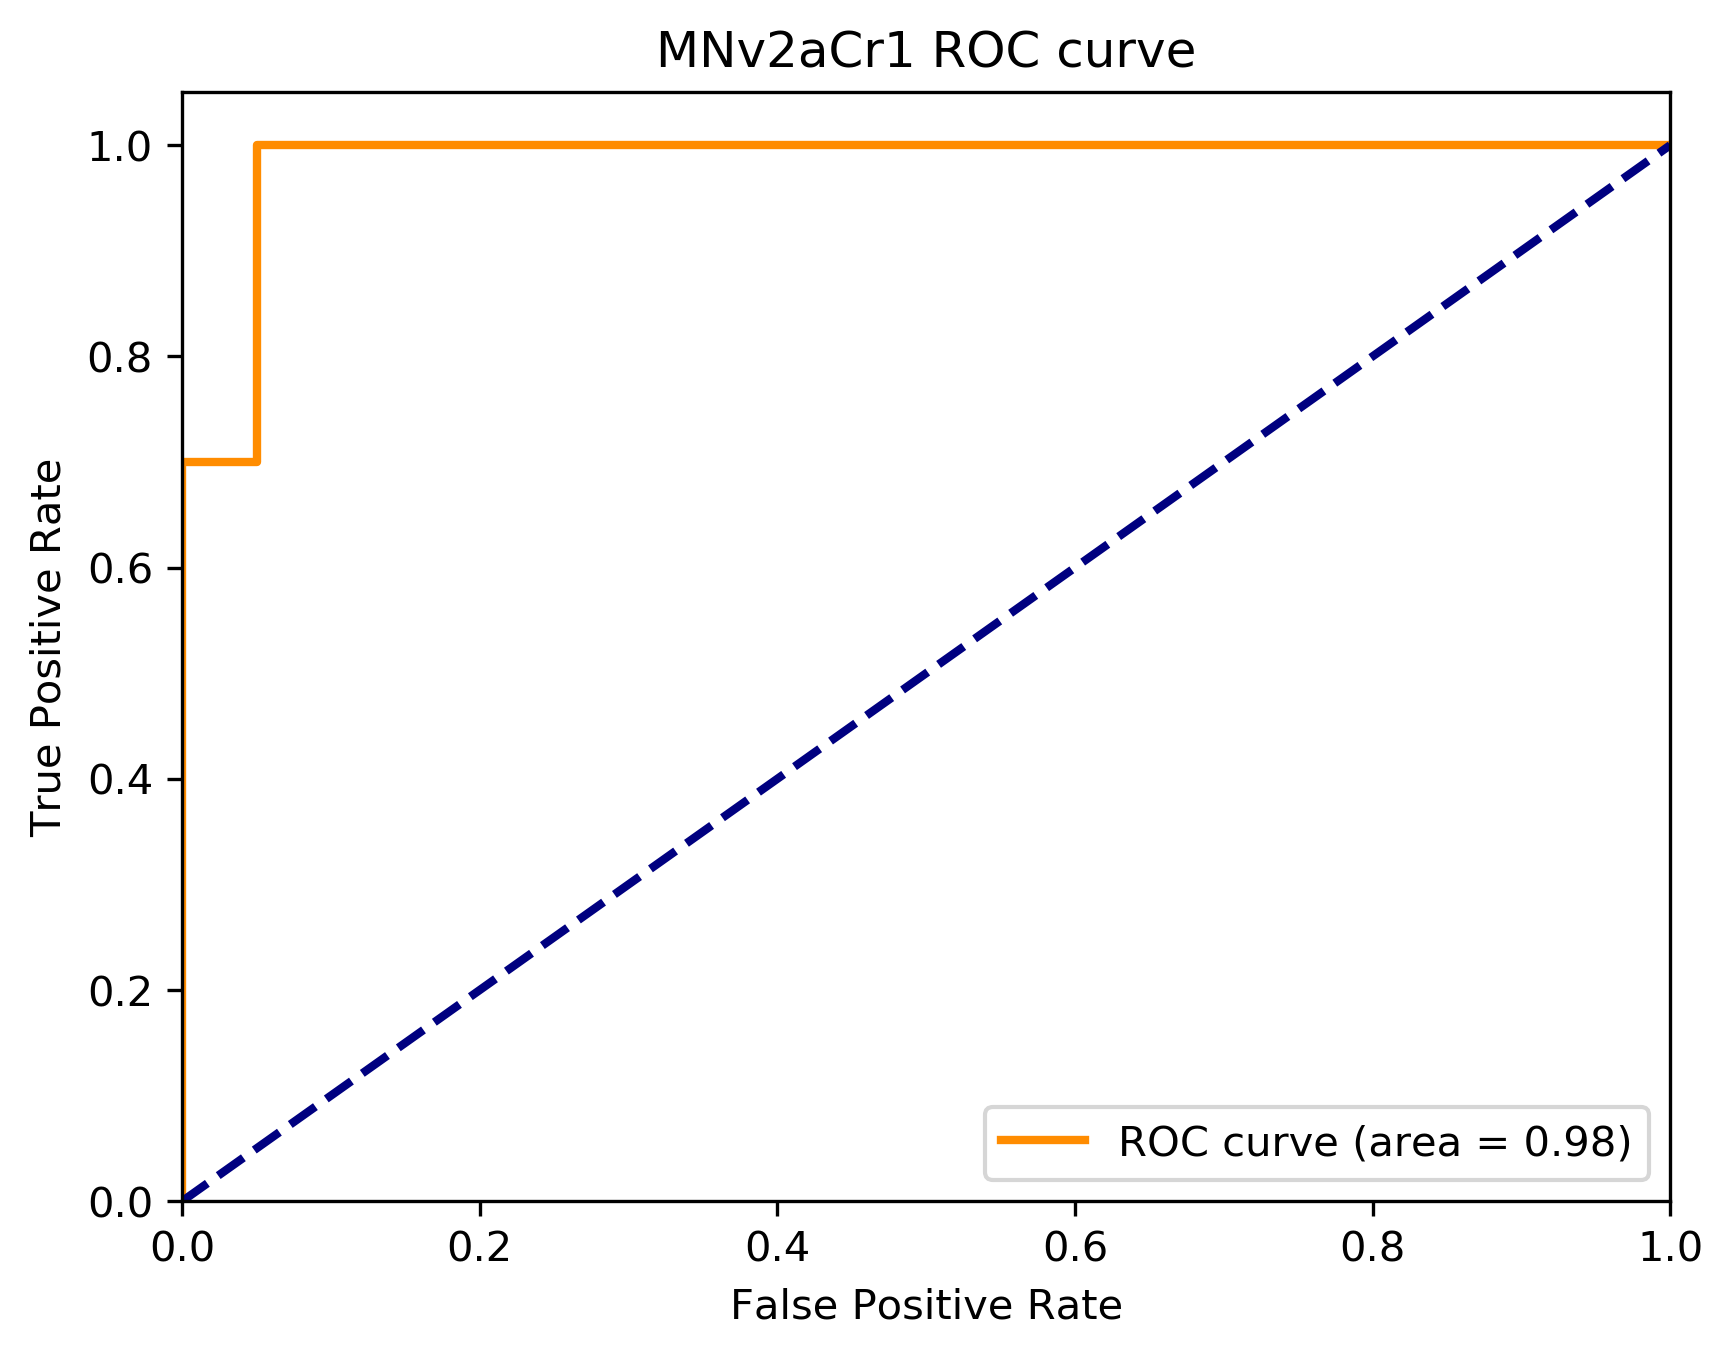 MNv2aCr1 ROC curve
True Positive Rate
1.0
0.8
0.6
0.4
0.2
0.0
ROC curve (area = 0.98)
0.0 0.2 0.4 0.6 0.8 1.0
False Positive Rate